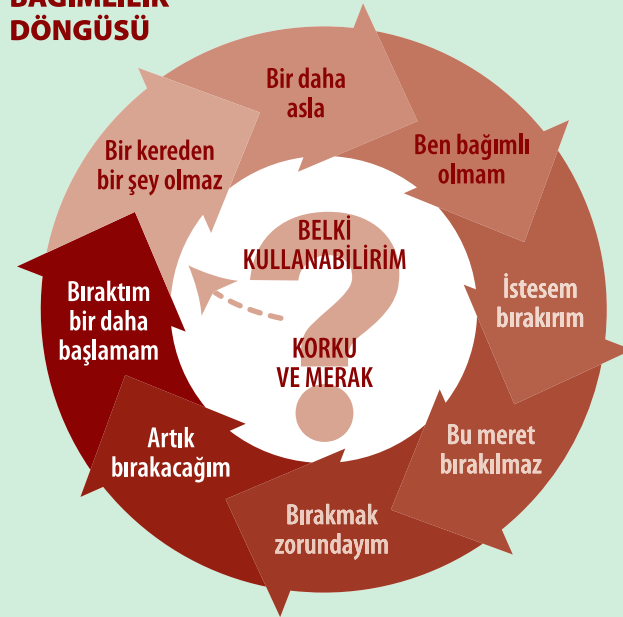 BAĞIMLILIK
DÖNGÜSÜ
Bir kereden
bir şey olmaz
Bir daha
asla
Ben bağımlı
olmam
İstesem
bırakırım
Bu meret
bırakılmaz
Bırakmak
zorundayım
Artık
bırakacağım
Bıraktım
bir daha
başlamam
BELKİ
KULLANABİLİRİM
KORKU
VE MERAK